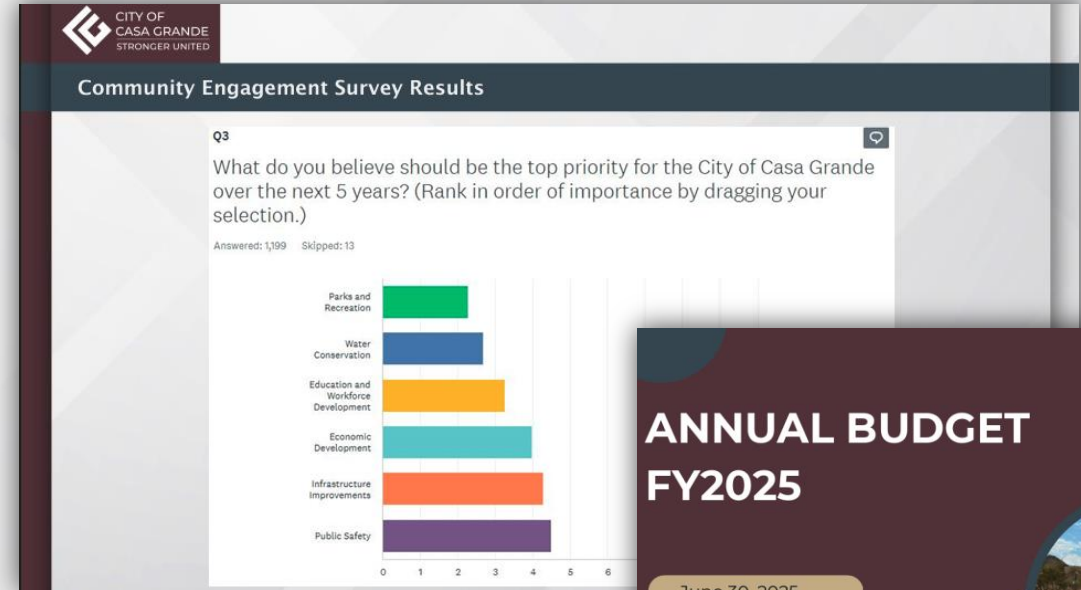 CITY OF
CASA GRANDE
STRONGER UNITED
Community Engagement Survey Results
Q3
What do you believe should be the top priority for the City of Casa Grande
over the next 5 years? (Rank in order of importance by dragging your
selection.)
Answered: 1,199 Skipped: 13
Parks and
Recreation
Water
Conservation
Education and
Workforce
Development
Economic
Development
Infrastructure
Improvements
Public Safety
0 1 2 3 4 5 6
ANNUAL BUDGET
FY2025
June 30, 2025